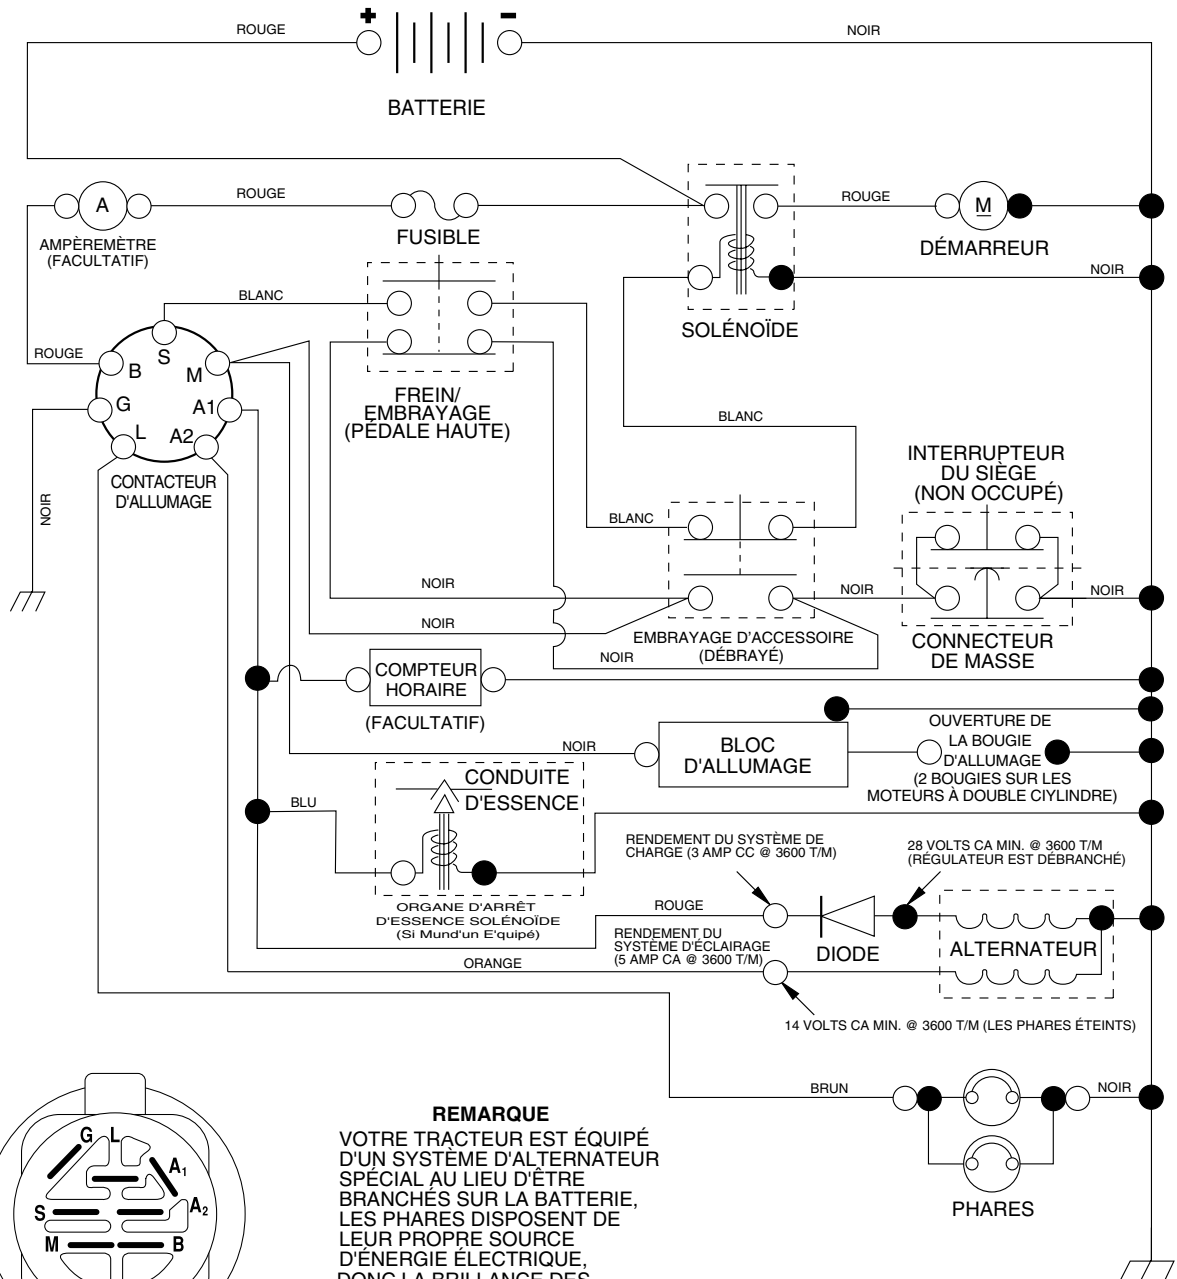 + -
ROUGE
NOIR
BATTERIE
A
ROUGE
ROUGE
M
AMPÈREMÈTRE
(FACULTATIF)
FUSIBLE
DÉMARREUR
NOIR
BLANC
SOLÉNOÏDE
ROUGE
S
B
M
G
A1
L
A2
CONTACTEUR
D'ALLUMAGE
NOIR
FREIN/
EMBRAYAGE
(PÉDALE HAUTE)
BLANC
INTERRUPTEUR
DU SIÈGE
(NON OCCUPÉ)
BLANC
NOIR
NOIR
NOIR
NOIR
EMBRAYAGE D'ACCESSOIRE
(DÉBRAYÉ)
CONNECTEUR
DE MASSE
NOIR
COMPTEUR
HORAIRE
(FACULTATIF)
NOIR
BLOC
D'ALLUMAGE
OUVERTURE DE
LA BOUGIE
D'ALLUMAGE
(2 BOUGIES SUR LES
MOTEURS À DOUBLE CIYLINDRE)
CONDUITE
D'ESSENCE
BLU
ORGANE D'ARRÊT
D'ESSENCE SOLÉNOÏDE
(Si Mund'un E'quipé)
RENDEMENT DU SYSTÈME DE
CHARGE (3 AMP CC @ 3600 T/M)
28 VOLTS CA MIN. @ 3600 T/M
(RÉGULATEUR EST DÉBRANCHÉ)
ROUGE
RENDEMENT DU
SYSTÈME D'ÉCLAIRAGE
(5 AMP CA @ 3600 T/M)
DIODE
ALTERNATEUR
ORANGE
14 VOLTS CA MIN. @ 3600 T/M (LES PHARES ÉTEINTS)
BRUN
NOIR
PHARES
G L
A1
A2
S
M B
REMARQUE
VOTRE TRACTEUR EST ÉQUIPÉ
D'UN SYSTÈME D'ALTERNATEUR
SPÉCIAL AU LIEU D'ÊTRE
BRANCHÉS SUR LA BATTERIE,
LES PHARES DISPOSENT DE
LEUR PROPRE SOURCE
D'ÉNERGIE ÉLECTRIQUE,
DONC LA BRILLANCE DES